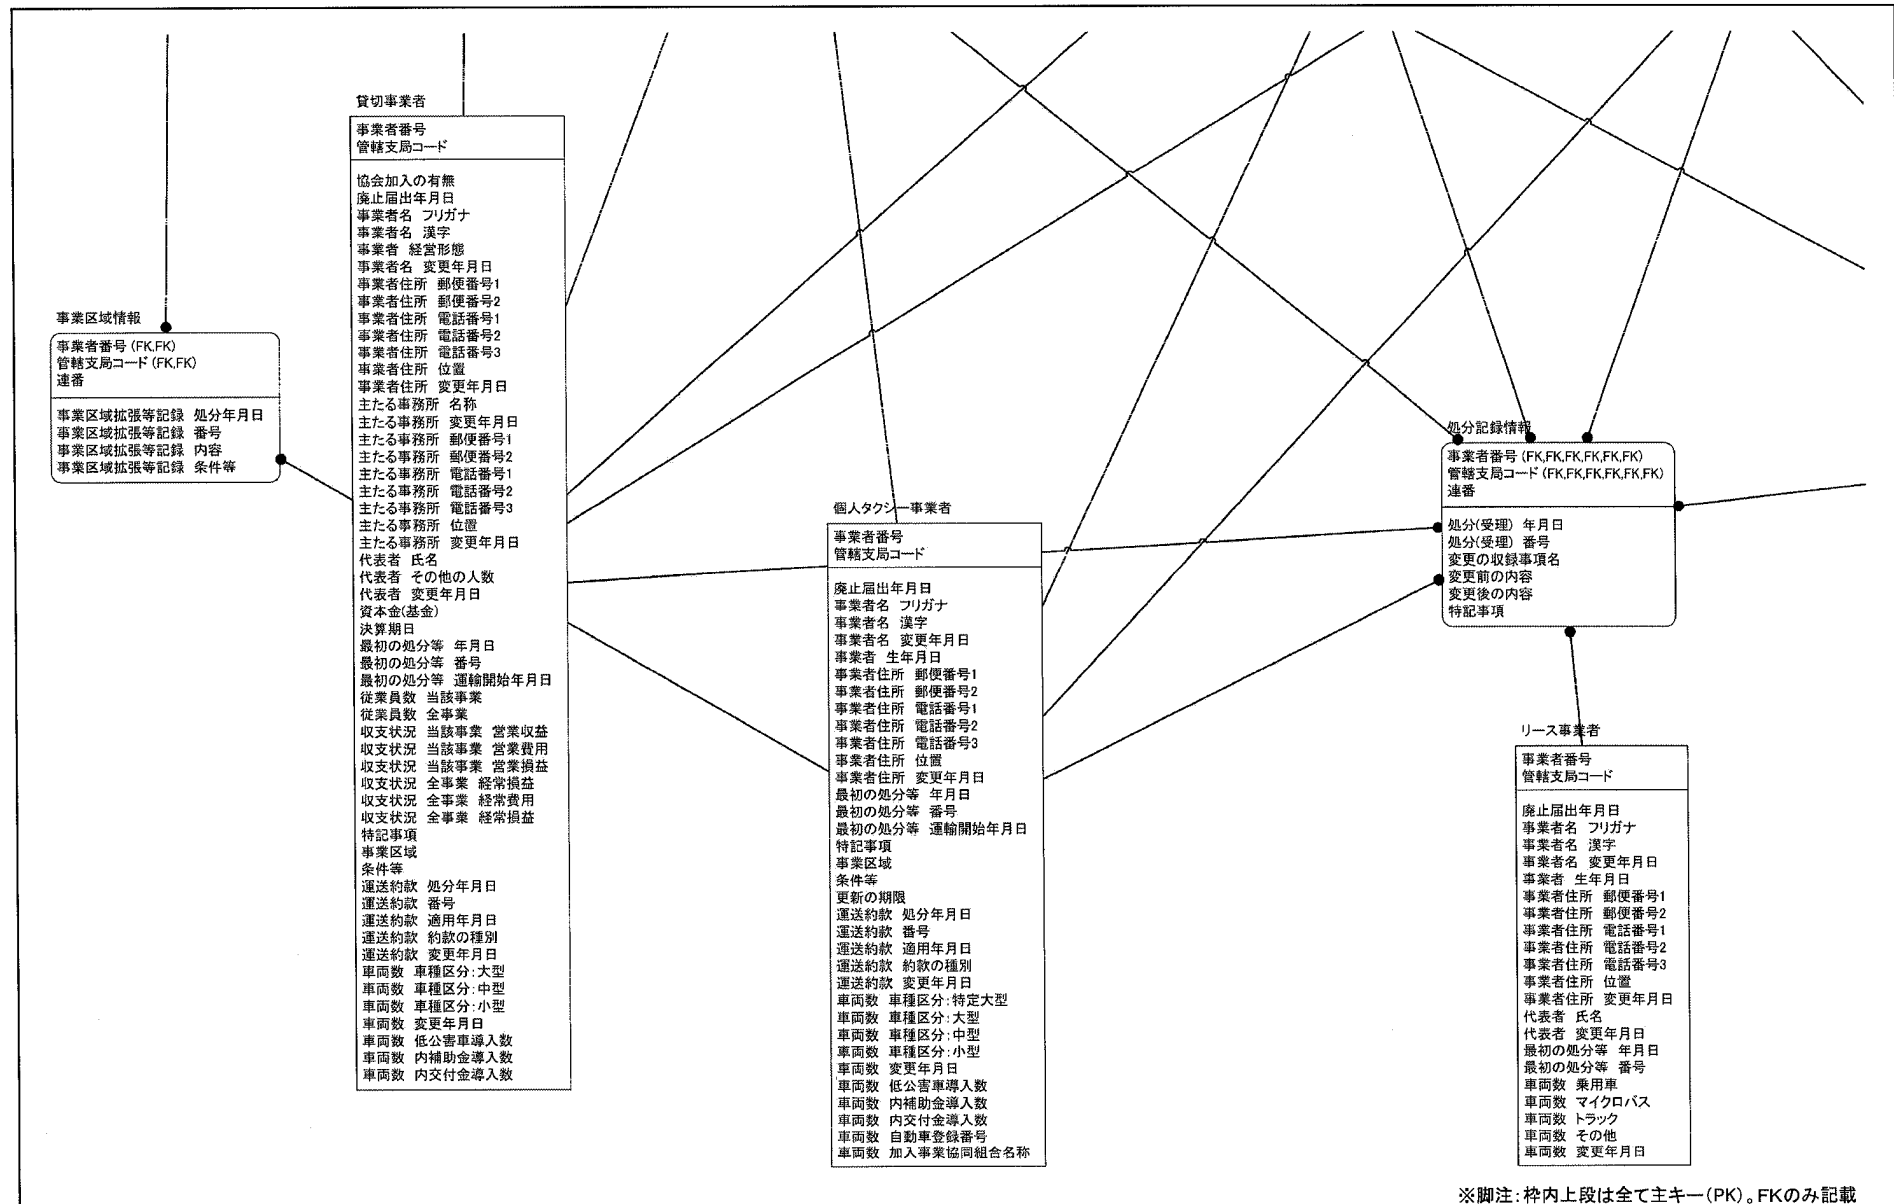 貸切事業者
事業者番号
管轄支局コード
協会加入の有無
廃止届出年月日
事業者名 フリガナ
事業者名 漢字
事業者 経営形態
事業者名 変更年月日
事業者住所 郵便番号1
事業者住所 郵便番号2
事業者住所 電話番号1
事業者住所 電話番号2
事業者住所 電話番号3
事業者住所 位置
事業者住所 変更年月日
主たる事務所 名称
主たる事務所 変更年月日
主たる事務所 郵便番号1
主たる事務所 郵便番号2
主たる事務所 電話番号1
主たる事務所 電話番号2
主たる事務所 電話番号3
主たる事務所 位置
主たる事務所 変更年月日
代表者 氏名
代表者 その他の人数
代表者 変更年月日
資本金(基金)
決算期日
最初の処分等 年月日
最初の処分等 番号
最初の処分等 運輸開始年月日
従業員数 当該事業
従業員数 全事業
収支状況 当該事業 営業収益
収支状況 当該事業 営業費用
収支状況 当該事業 営業損益
収支状況 全事業 経常損益
収支状況 全事業 経常費用
収支状況 全事業 経常損益
特記事項
事業区域
条件等
運送約款 処分年月日
運送約款 番号
運送約款 適用年月日
運送約款 約款の種別
運送約款 変更年月日
車両数 車種区分:大型
車両数 車種区分:中型
車両数 車種区分:小型
車両数 変更年月日
車両数 低公害車導入数
車両数 内補助金導入数
車両数 内交付金導入数
事業区域情報
事業者番号 (FK,FK)
管轄支局コード (FK,FK)
連番
事業区域拡張等記録 処分年月日
事業区域拡張等記録 番号
事業区域拡張等記録 内容
事業区域拡張等記録 条件等
個人タクシー事業者
事業者番号
管轄支局コード
廃止届出年月日
事業者名 フリガナ
事業者名 漢字
事業者名 変更年月日
事業者 生年月日
事業者住所 郵便番号1
事業者住所 郵便番号2
事業者住所 電話番号1
事業者住所 電話番号2
事業者住所 電話番号3
事業者住所 位置
事業者住所 変更年月日
最初の処分等 年月日
最初の処分等 番号
最初の処分等 運輸開始年月日
特記事項
事業区域
条件等
更新の期限
運送約款 処分年月日
運送約款 番号
運送約款 適用年月日
運送約款 約款の種別
運送約款 変更年月日
車両数 車種区分:特定大型
車両数 車種区分:大型
車両数 車種区分:中型
車両数 車種区分:小型
車両数 変更年月日
車両数 低公害車導入数
車両数 内補助金導入数
車両数 内交付金導入数
車両数 自動車登録番号
車両数 加入事業協同組合名称
処分記録情報
事業者番号 (FK,FK,FK,FK,FK,FK)
管轄支局コード (FK,FK,FK,FK,FK,FK)
連番
処分(受理) 年月日
処分(受理) 番号
変更の収録事項名
変更前の内容
変更後の内容
特記事項
リース事業者
事業者番号
管轄支局コード
廃止届出年月日
事業者名 フリガナ
事業者名 漢字
事業者名 変更年月日
事業者 生年月日
事業者住所 郵便番号1
事業者住所 郵便番号2
事業者住所 電話番号1
事業者住所 電話番号2
事業者住所 電話番号3
事業者住所 位置
事業者住所 変更年月日
代表者 氏名
代表者 変更年月日
最初の処分等 年月日
最初の処分等 番号
車両数 乗用車
車両数 マイクロバス
車両数 トラック
車両数 その他
車両数 変更年月日
※脚注:枠内上段は全て主キー(PK)。FKのみ記載